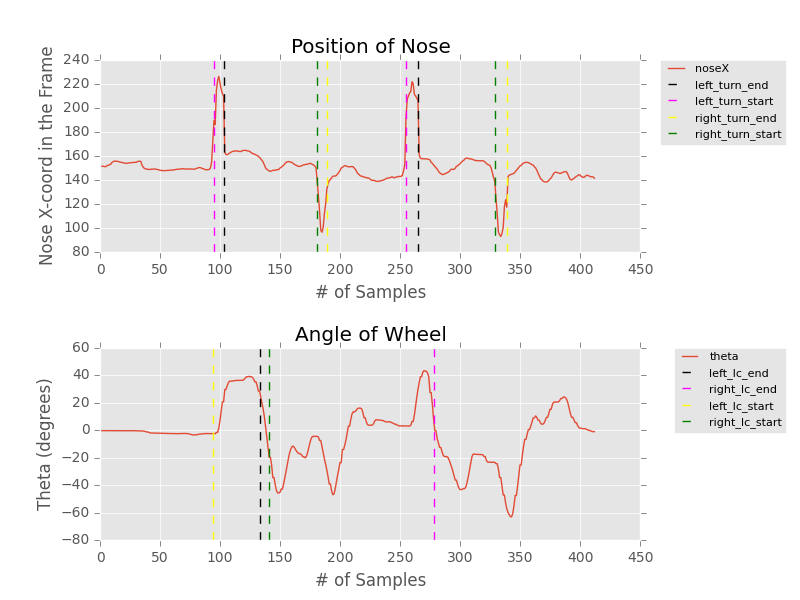 Position of Nose
Nose X-coord in the Frame
240
220
200
180
160
140
120
100
80
0 50 100 150 200 250 300 350 400 450
# of Samples
noseX
left_turn_end
left_turn_start
right_turn_end
right_turn_start
Angle of Wheel
Theta (degrees)
60
40
20
0
−20
−40
−60
−80
0 50 100 150 200 250 300 350 400 450
# of Samples
theta
left_lc_end
right_lc_end
left_lc_start
right_lc_start